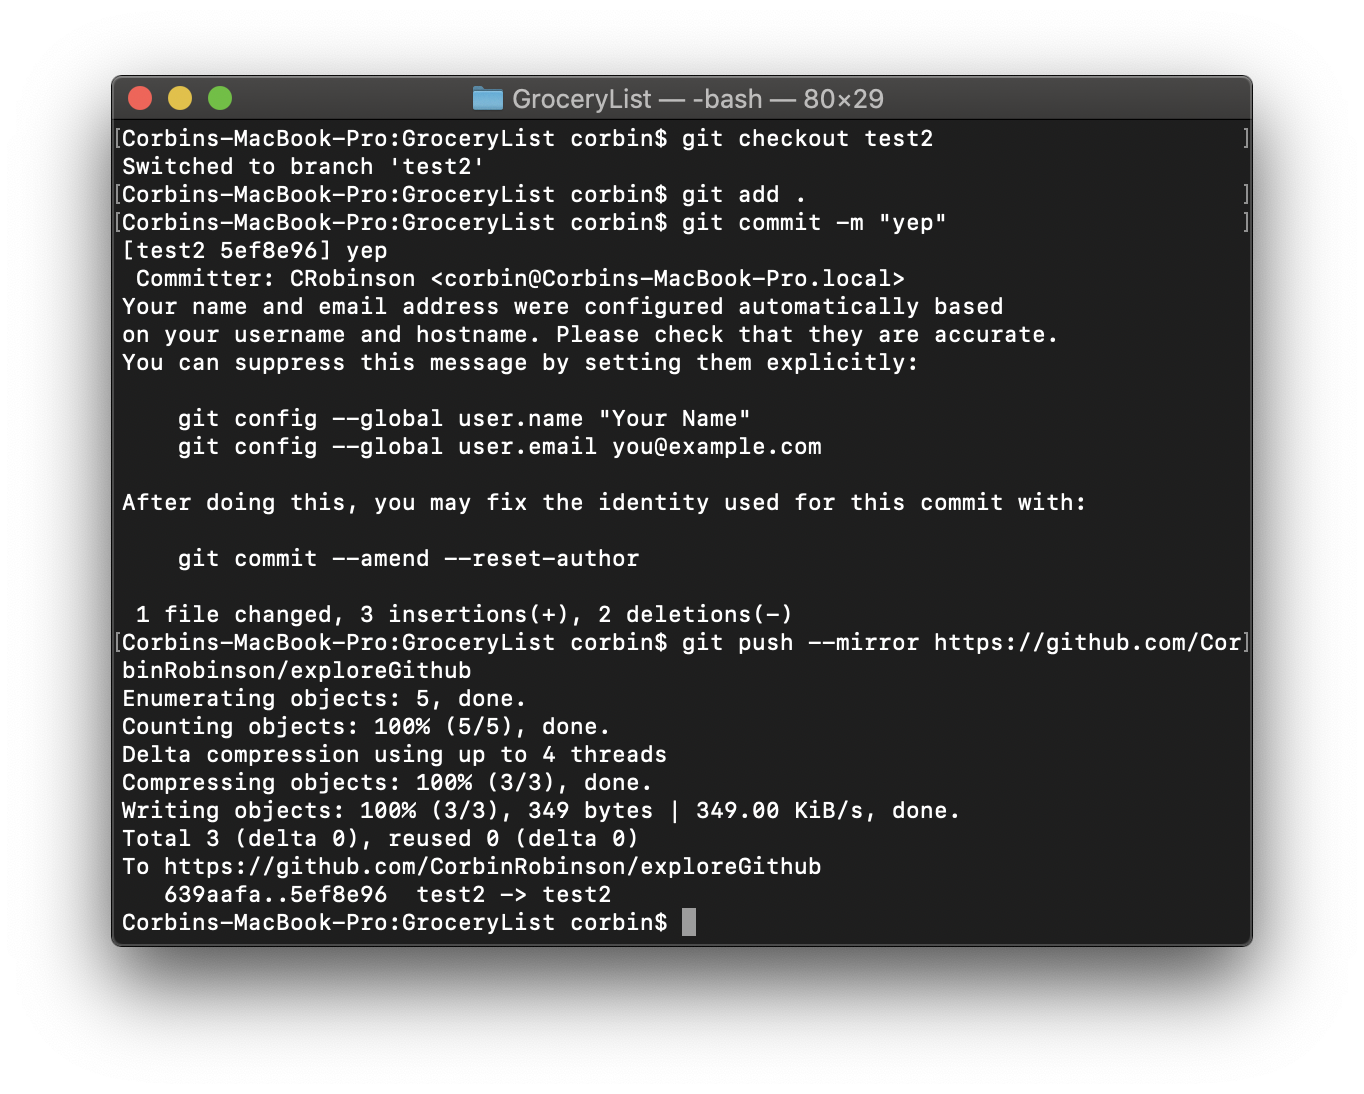 GroceryList — -bash — 80×29
[Corbins-MacBook-Pro:GroceryList corbin$ git checkout test2 ]
Switched to branch 'test2'
[Corbins-MacBook-Pro:GroceryList corbin$ git add . ]
[Corbins-MacBook-Pro:GroceryList corbin$ git commit -m "yep" ]
[test2 5ef8e96] yep
 Committer: CRobinson <corbin@Corbins-MacBook-Pro.local>
Your name and email address were configured automatically based
on your username and hostname. Please check that they are accurate.
You can suppress this message by setting them explicitly:

    git config --global user.name "Your Name"
    git config --global user.email you@example.com

After doing this, you may fix the identity used for this commit with:

    git commit --amend --reset-author

 1 file changed, 3 insertions(+), 2 deletions(-)
[Corbins-MacBook-Pro:GroceryList corbin$ git push --mirror https://github.com/Cor]
binRobinson/exploreGithub
Enumerating objects: 5, done.
Counting objects: 100% (5/5), done.
Delta compression using up to 4 threads
Compressing objects: 100% (3/3), done.
Writing objects: 100% (3/3), 349 bytes | 349.00 KiB/s, done.
Total 3 (delta 0), reused 0 (delta 0)
To https://github.com/CorbinRobinson/exploreGithub
   639aafa..5ef8e96  test2 -> test2
Corbins-MacBook-Pro:GroceryList corbin$